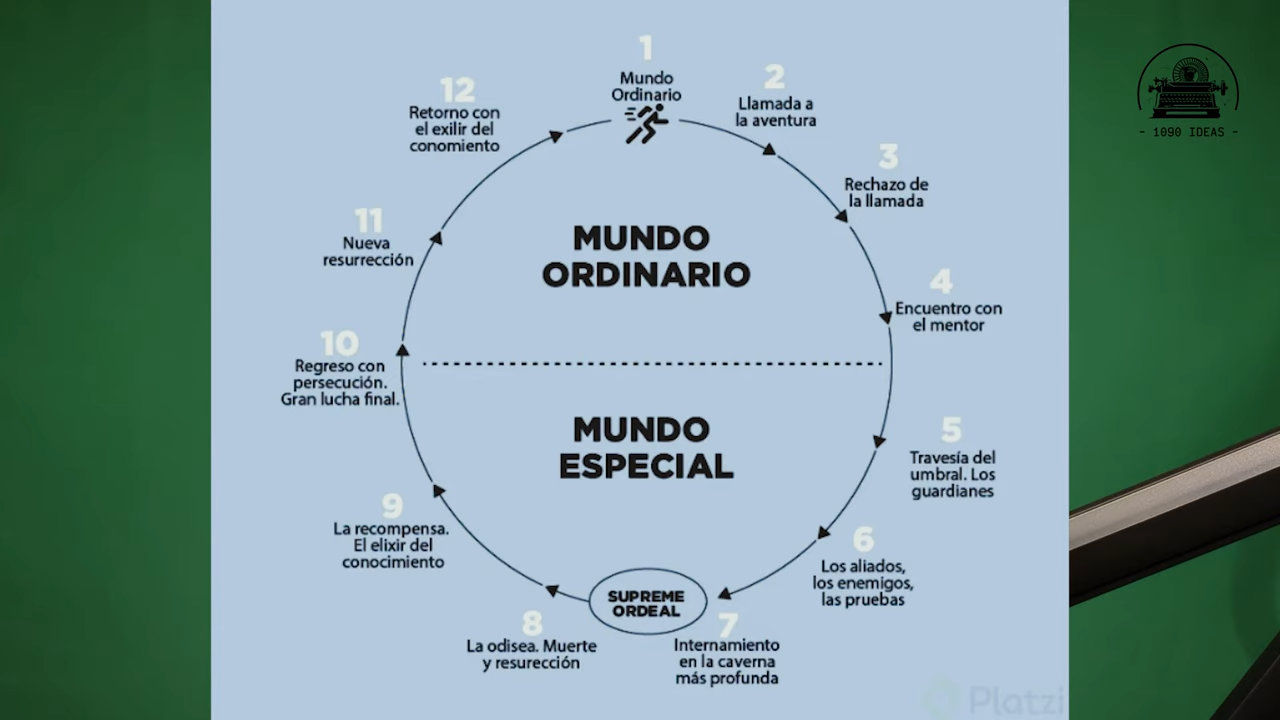 1
Mundo
Ordinario
2
Llamada a
la aventura
3
Rechazo de
la llamada
4
Encuentro con
el mentor
5
Travesía del
umbral. Los
guardianes
6
Los aliados,
los enemigos,
las pruebas
7
Internamiento
en la caverna
más profunda
SUPREME
ORDEAL
8
La odisea. Muerte
y resurección
9
La recompensa.
El elixir del
conocimiento
10
Regreso con
persecución.
Gran lucha final.
11
Nueva
resurrección
12
Retorno con
el exilir del
conomiento
MUNDO
ORDINARIO
MUNDO
ESPECIAL
- 1090 IDEAS -
Platzi